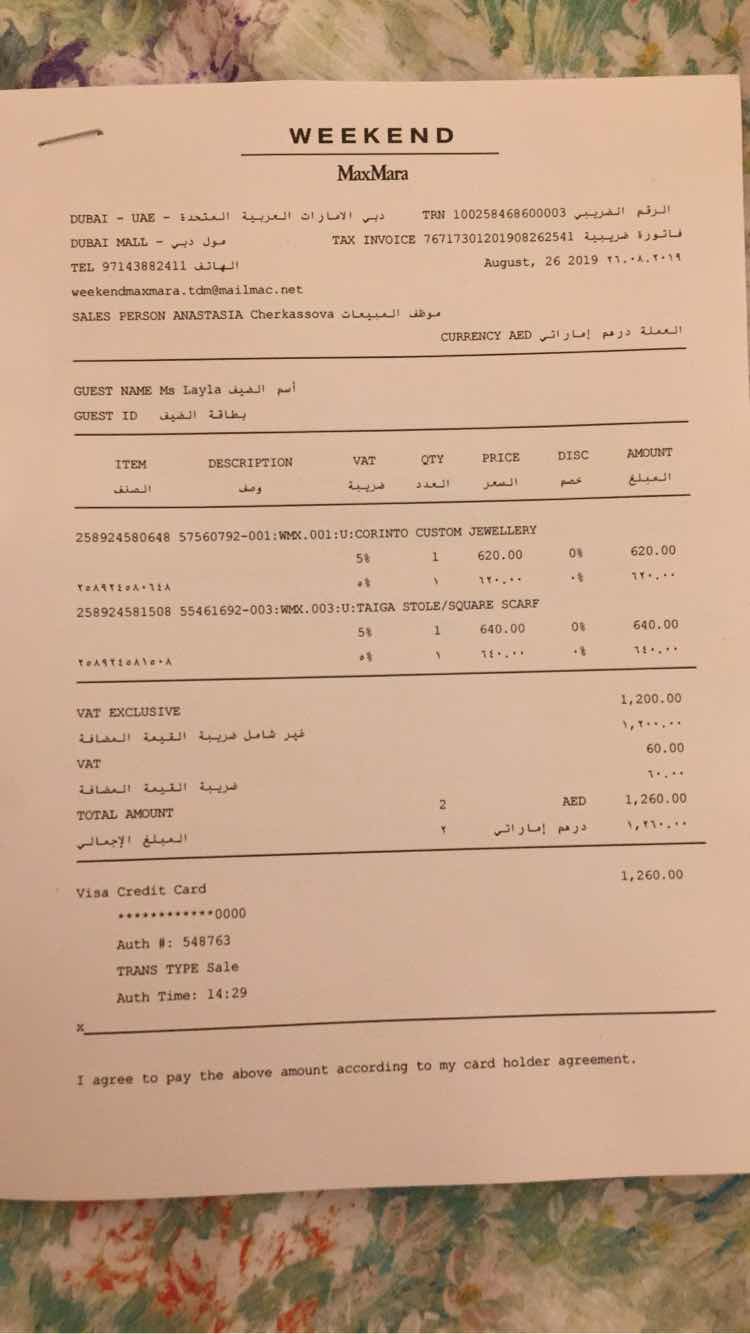 WEEKEND
MaxMara
DUBAI - UAE - دبي الامارات العربية المتحدة TRN 100258468600003 الرقم الضريبي
DUBAI MALL - مول دبي TAX INVOICE 76717301201908262541 فاتورة ضريبية
TEL 97143882411 الهاتف August, 26 2019 ٢٦.٠٨.٢٠١٩
weekendmaxmara.tdm@mailmac.net
SALES PERSON ANASTASIA Cherkassova موظف المبيعات
CURRENCY AED العملة درهم إماراتي
GUEST NAME Ms Layla أسم الضيف
GUEST ID بطاقة الضيف
ITEM DESCRIPTION VAT QTY PRICE DISC AMOUNT
الصنف وصف ضريبة العدد السعر خصم المبلغ
258924580648 57560792-001:WMX.001:U:CORINTO CUSTOM JEWELLERY
5% 1 620.00 0% 620.00
٢٥٨٩٢٤٥٨٠٦٤٨ ٥% ١ ٦٢٠.٠٠ ٠% ٦٢٠.٠٠
258924581508 55461692-003:WMX.003:U:TAIGA STOLE/SQUARE SCARF
5% 1 640.00 0% 640.00
٢٥٨٩٢٤٥٨١٥٠٨ ٥% ١ ٦٤٠.٠٠ ٠% ٦٤٠.٠٠
VAT EXCLUSIVE 1,200.00
غير شامل ضريبة القيمة المضافة ١,٢٠٠.٠٠
VAT 60.00
ضريبة القيمة المضافة ٦٠.٠٠
TOTAL AMOUNT 2 AED 1,260.00
المبلغ الإجمالي ٢ درهم إماراتي ١,٢٦٠.٠٠
Visa Credit Card 1,260.00
************0000
Auth #: 548763
TRANS TYPE Sale
Auth Time: 14:29
x
I agree to pay the above amount according to my card holder agreement.